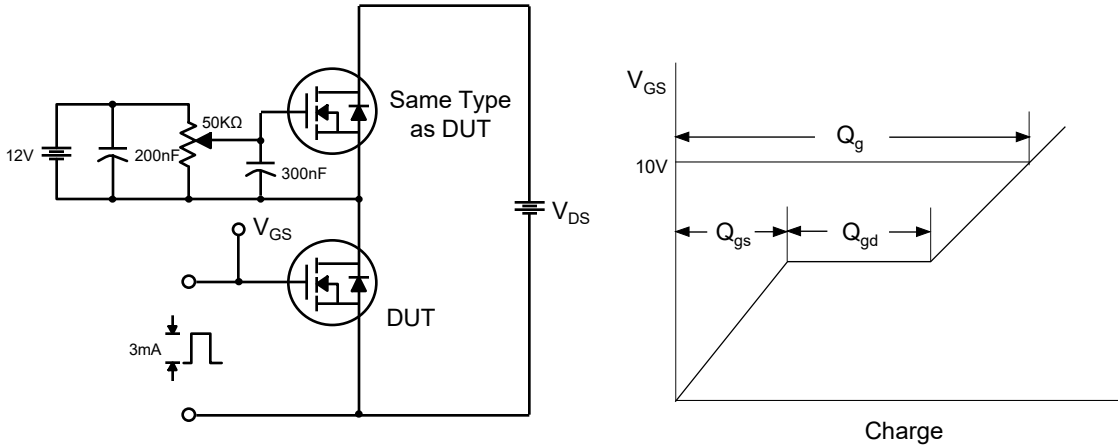 Same Type
as DUT
50KΩ
12V
200nF
300nF
V_GS
V_DS
DUT
3mA
V_GS
Q_g
10V
Q_gs
Q_gd
Charge